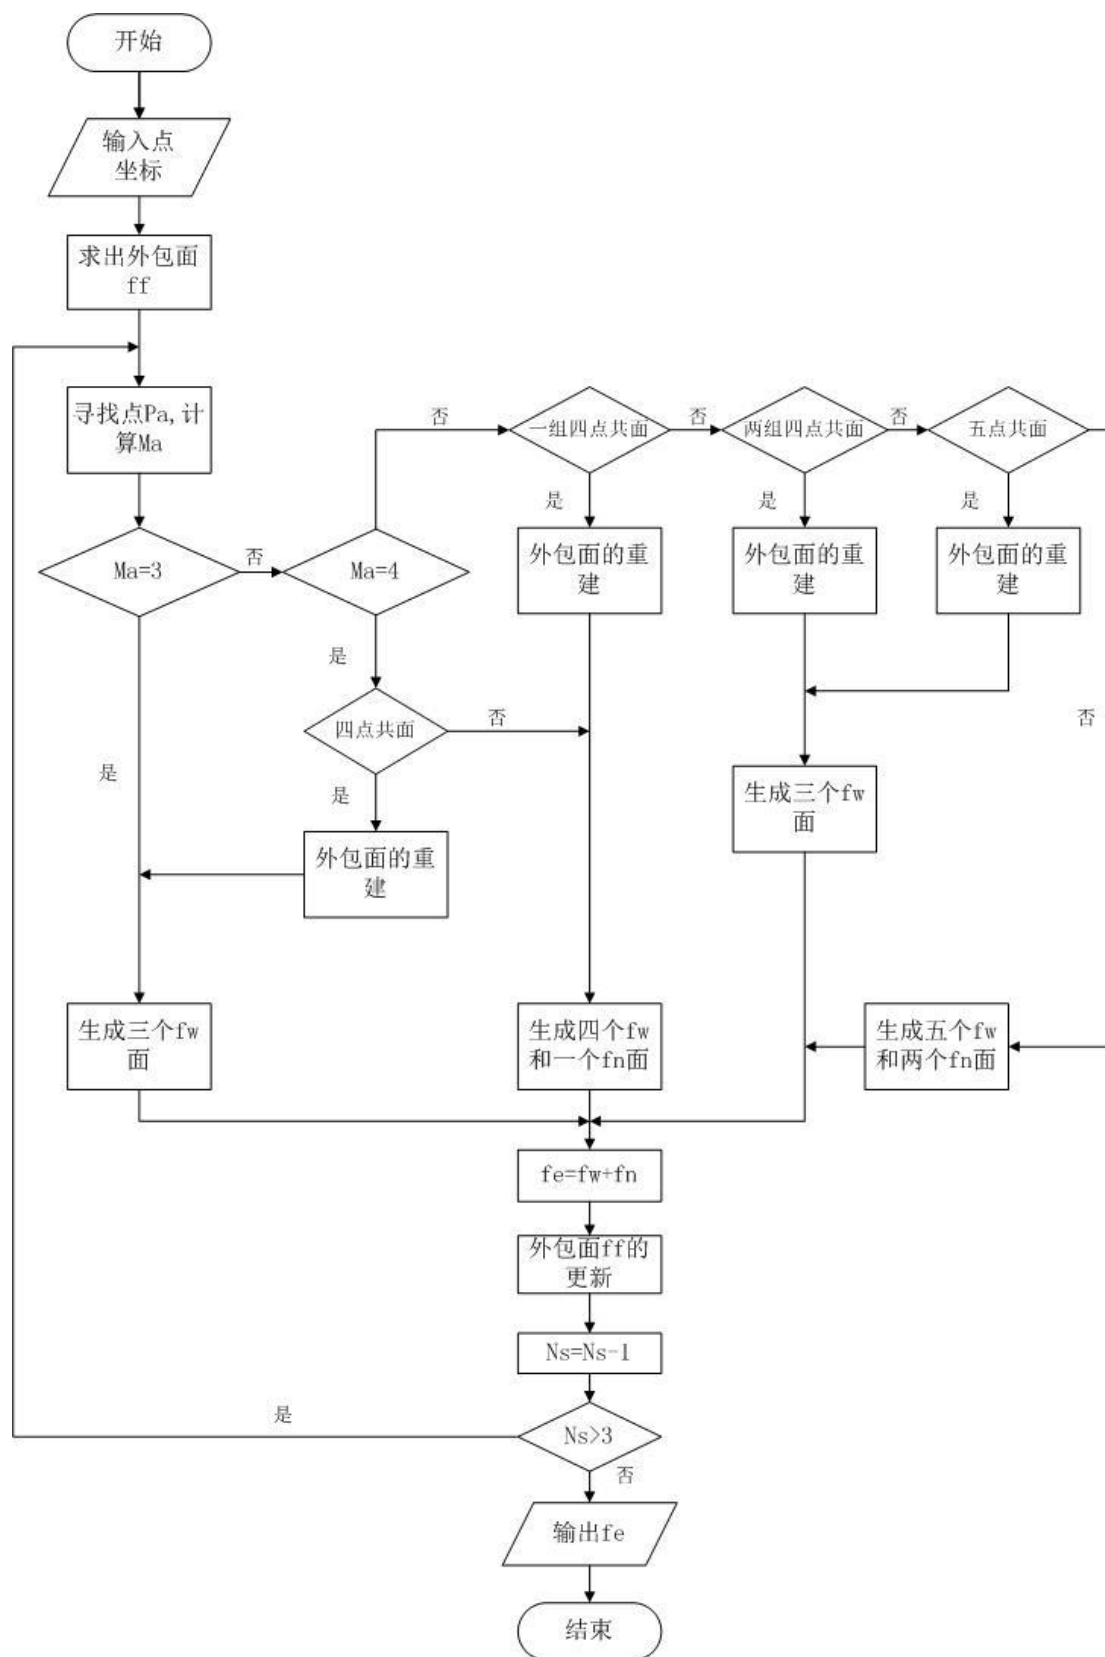 开始
输入点
坐标
求出外包面
ff
寻找点Pa,计
算Ma
否
一组四点共面
否
两组四点共面
否
五点共面
是
是
是
外包面的重
建
外包面的重
建
外包面的重
建
Ma=3
否
Ma=4
是
四点共面
否
否
是
是
生成三个fw
面
外包面的重
建
生成三个fw
面
生成四个fw
和一个fn面
生成五个fw
和两个fn面
fe=fw+fn
外包面ff的
更新
Ns=Ns-1
是
Ns>3
否
输出fe
结束